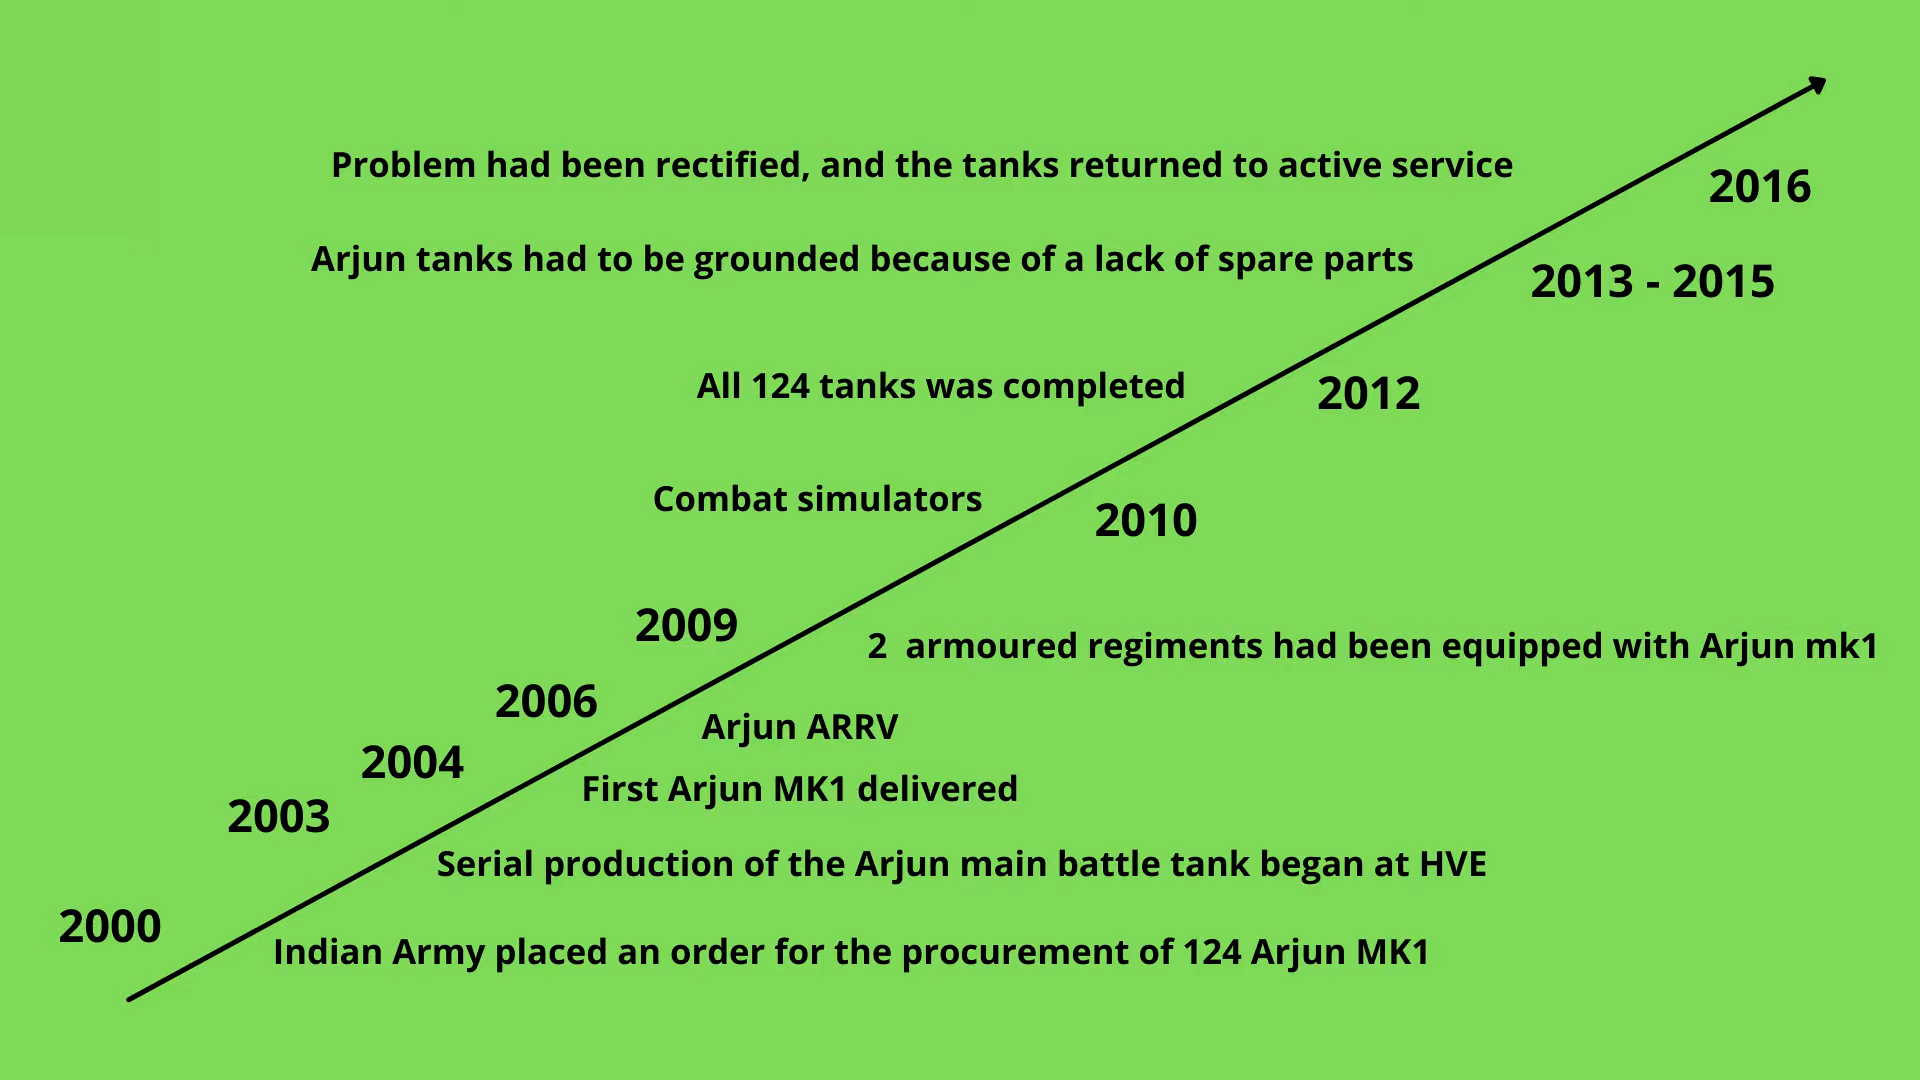 Problem had been rectified, and the tanks returned to active service
2016
Arjun tanks had to be grounded because of a lack of spare parts
2013 - 2015
All 124 tanks was completed
2012
Combat simulators
2010
2009
2 armoured regiments had been equipped with Arjun mk1
2006
Arjun ARRV
2004
First Arjun MK1 delivered
2003
Serial production of the Arjun main battle tank began at HVE
2000
Indian Army placed an order for the procurement of 124 Arjun MK1